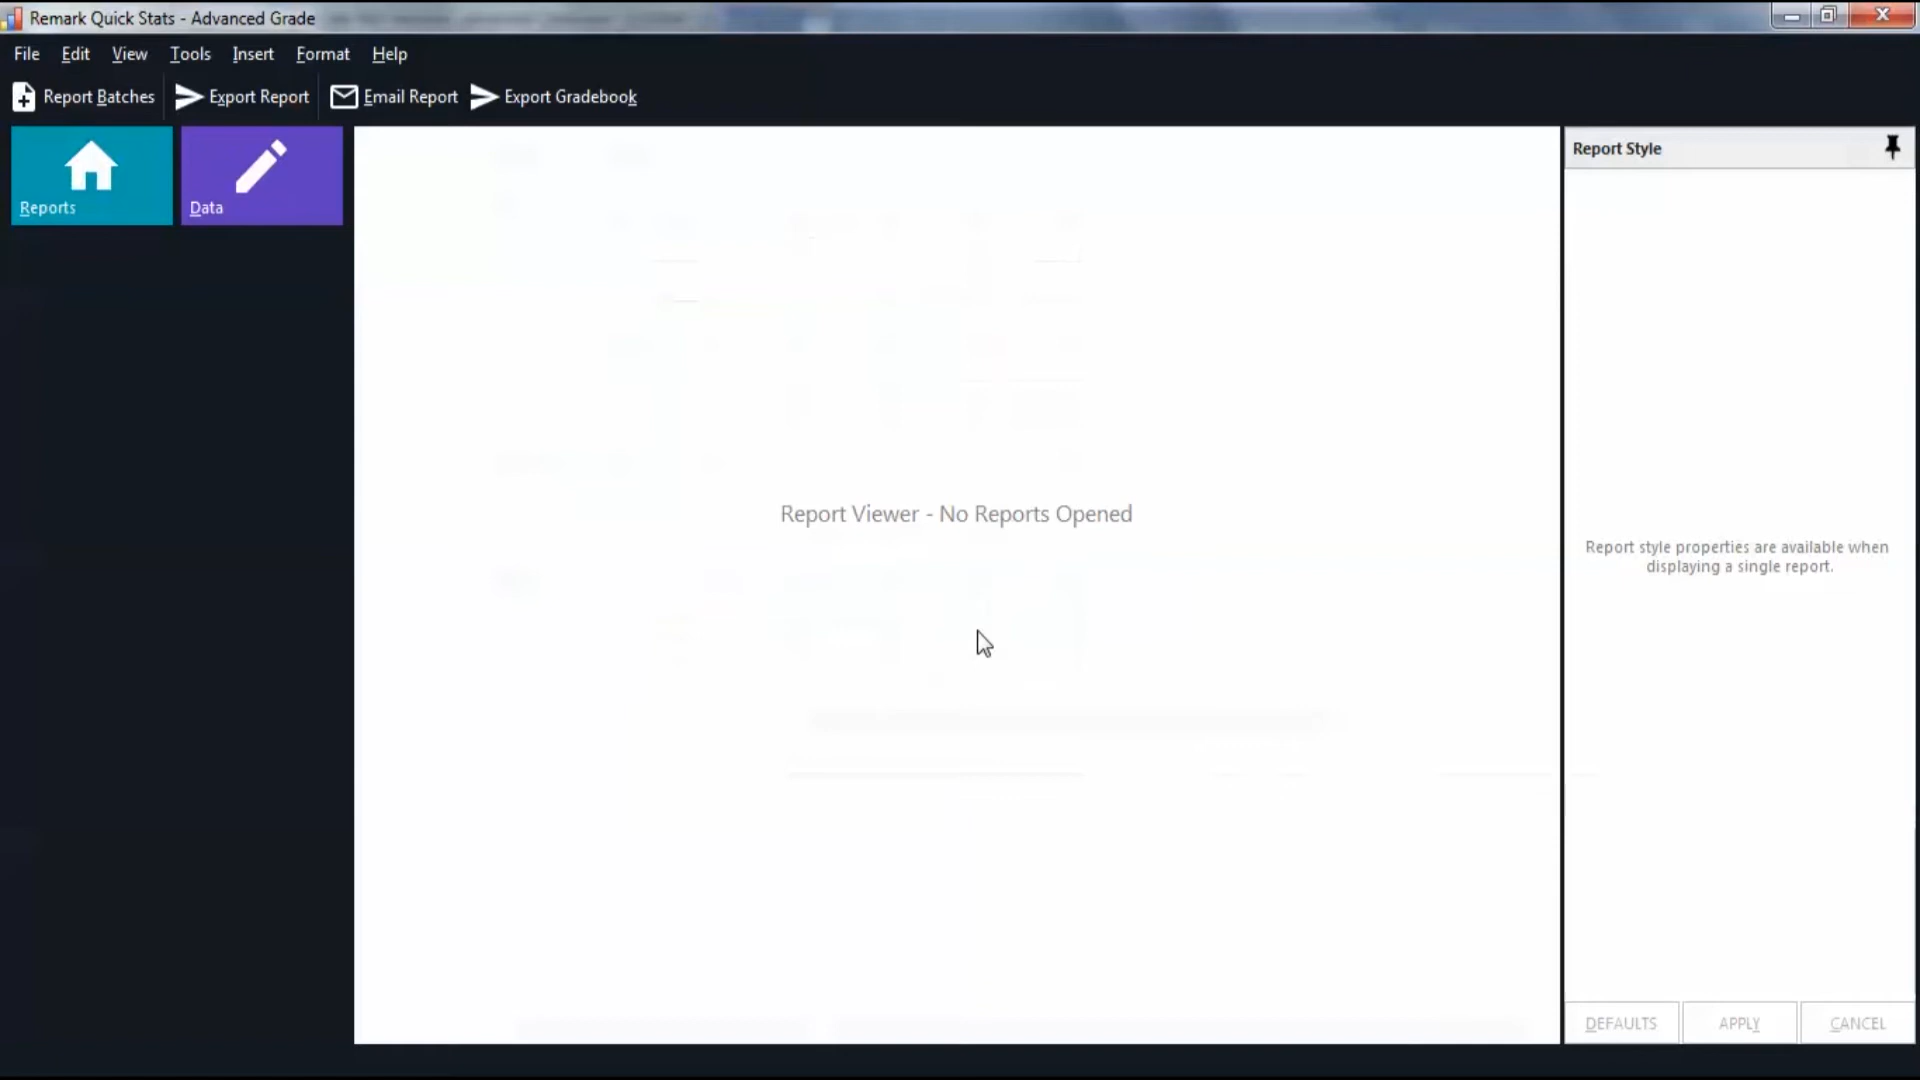 Remark Quick Stats - Advanced Grade
File Edit View Tools Insert Format Help
Report Batches Export Report Email Report Export Gradebook
Reports Data
Report Style
Report Viewer - No Reports Opened
Report style properties are available when
displaying a single report.
DEFAULTS APPLY CANCEL